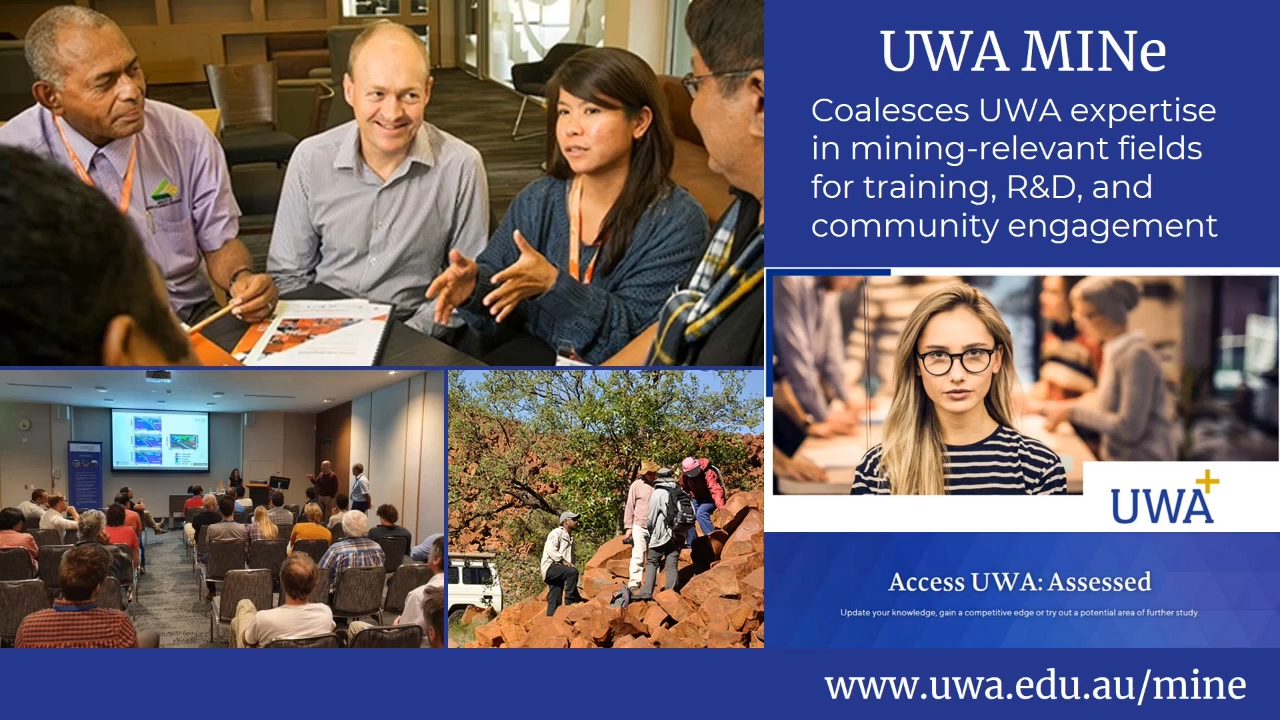 UWA MINe
Coalesces UWA expertise
in mining-relevant fields
for training, R&D, and
community engagement
UWA+
Access UWA: Assessed
Update your knowledge, gain a competitive edge or try out a potential area of further study.
www.uwa.edu.au/mine